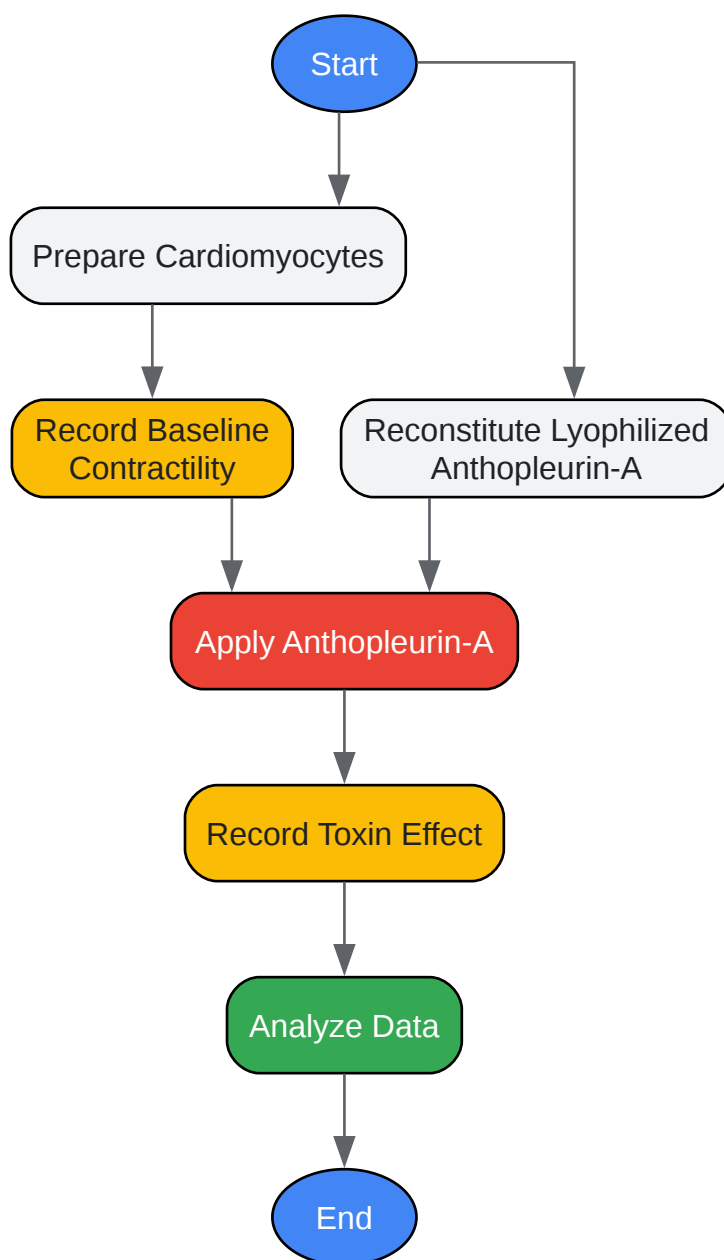 Start
Prepare Cardiomyocytes
Record Baseline
Contractility
Reconstitute Lyophilized
Anthopleurin-A
Apply Anthopleurin-A
Record Toxin Effect
Analyze Data
End